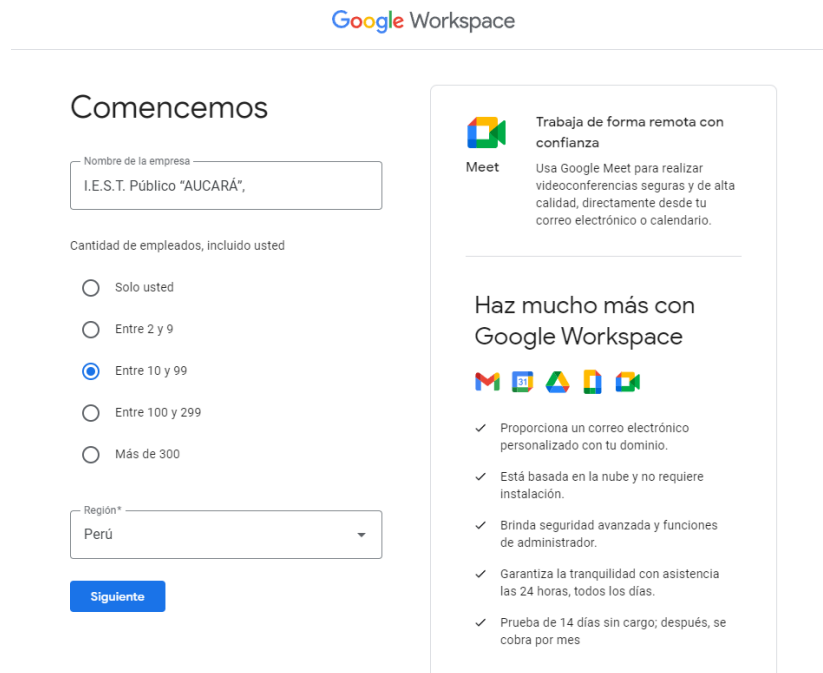 Google Workspace
Comencemos
Nombre de la empresa
I.E.S.T. Público “AUCARÁ”,
Cantidad de empleados, incluido usted
Solo usted
Entre 2 y 9
Entre 10 y 99
Entre 100 y 299
Más de 300
Región*
Perú
Siguiente
Meet
Trabaja de forma remota con
confianza
Usa Google Meet para realizar
videoconferencias seguras y de alta
calidad, directamente desde tu
correo electrónico o calendario.
Haz mucho más con
Google Workspace
31
Proporciona un correo electrónico
personalizado con tu dominio.
Está basada en la nube y no requiere
instalación.
Brinda seguridad avanzada y funciones
de administrador.
Garantiza la tranquilidad con asistencia
las 24 horas, todos los días.
Prueba de 14 días sin cargo; después, se
cobra por mes